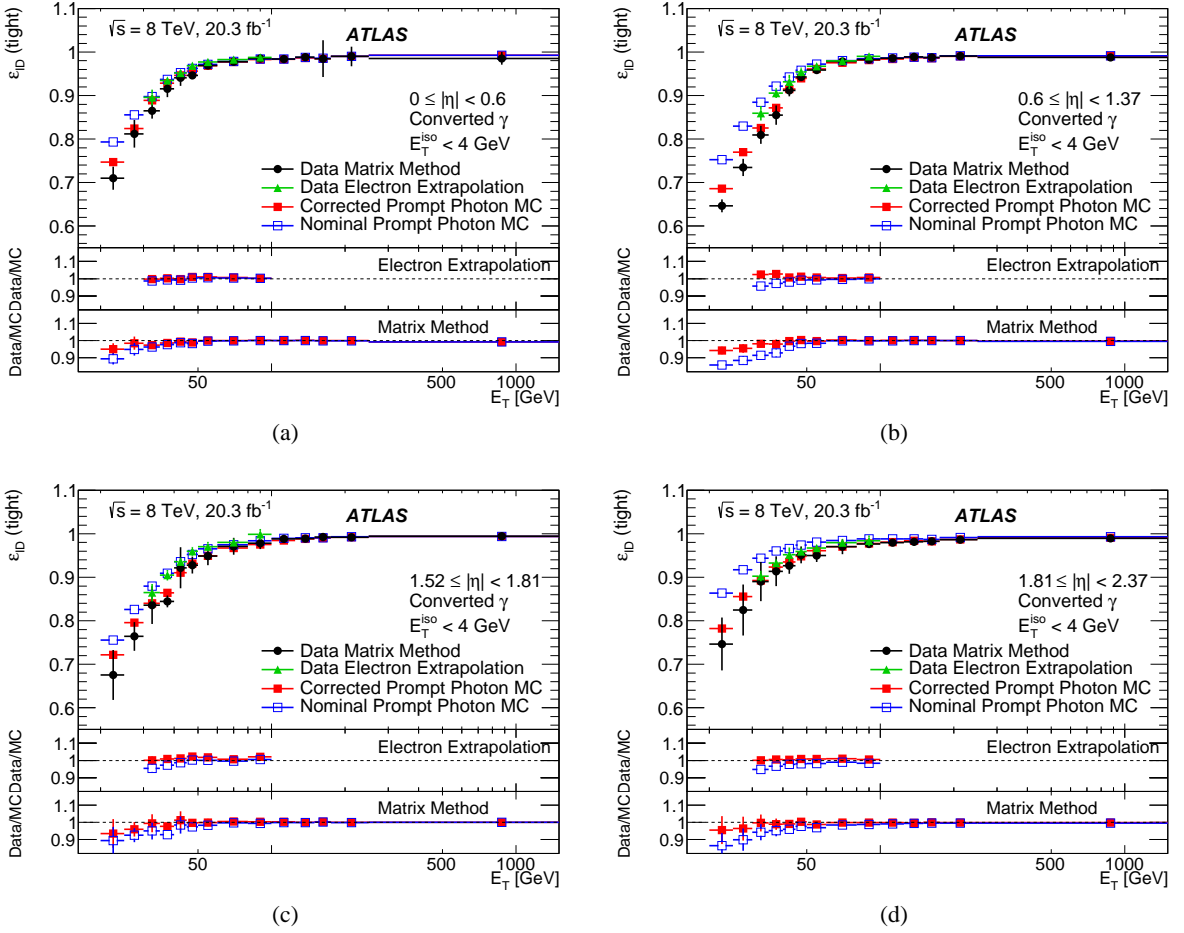 √s = 8 TeV, 20.3 fb⁻¹
ATLAS
ε_ID (tight)
1.1
1
0.9
0.8
0.7
0.6
0 ≤ |η| < 0.6
Converted γ
E_T^iso < 4 GeV
Data Matrix Method
Data Electron Extrapolation
Corrected Prompt Photon MC
Nominal Prompt Photon MC
Data/MC
1.1
1
0.9
Electron Extrapolation
Data/MC
1.1
1
0.9
Matrix Method
50
500
1000
E_T [GeV]
(a)
√s = 8 TeV, 20.3 fb⁻¹
ATLAS
ε_ID (tight)
1.1
1
0.9
0.8
0.7
0.6
0.6 ≤ |η| < 1.37
Converted γ
E_T^iso < 4 GeV
Data Matrix Method
Data Electron Extrapolation
Corrected Prompt Photon MC
Nominal Prompt Photon MC
Data/MC
1.1
1
0.9
Electron Extrapolation
Data/MC
1.1
1
0.9
Matrix Method
50
500
1000
E_T [GeV]
(b)
√s = 8 TeV, 20.3 fb⁻¹
ATLAS
ε_ID (tight)
1.1
1
0.9
0.8
0.7
0.6
1.52 ≤ |η| < 1.81
Converted γ
E_T^iso < 4 GeV
Data Matrix Method
Data Electron Extrapolation
Corrected Prompt Photon MC
Nominal Prompt Photon MC
Data/MC
1.1
1
0.9
Electron Extrapolation
Data/MC
1.1
1
0.9
Matrix Method
50
500
1000
E_T [GeV]
(c)
√s = 8 TeV, 20.3 fb⁻¹
ATLAS
ε_ID (tight)
1.1
1
0.9
0.8
0.7
0.6
1.81 ≤ |η| < 2.37
Converted γ
E_T^iso < 4 GeV
Data Matrix Method
Data Electron Extrapolation
Corrected Prompt Photon MC
Nominal Prompt Photon MC
Data/MC
1.1
1
0.9
Electron Extrapolation
Data/MC
1.1
1
0.9
Matrix Method
50
500
1000
E_T [GeV]
(d)